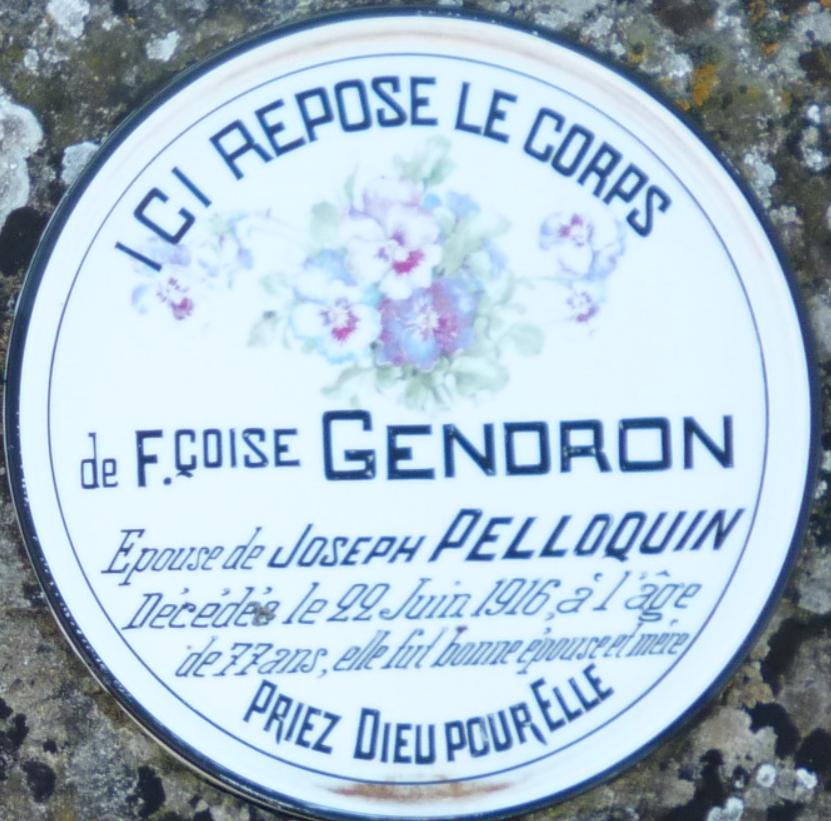 ICI REPOSE LE CORPS
de F.çOISE GENDRON
Epouse de JOSEPH PELLOQUIN
Décédée le 22 Juin 1916, à l'âge
de 77 ans, elle fut bonne épouse et mère
PRIEZ DIEU POUR ELLE